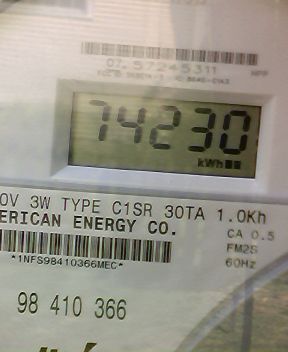 07 57245311
74230
kWh
0V 3W TYPE C1SR 30TA 1.0Kh
ERICAN ENERGY CO.
CA 0.5
FM2S
*1NFS98410366MEC*
60Hz
98 410 366